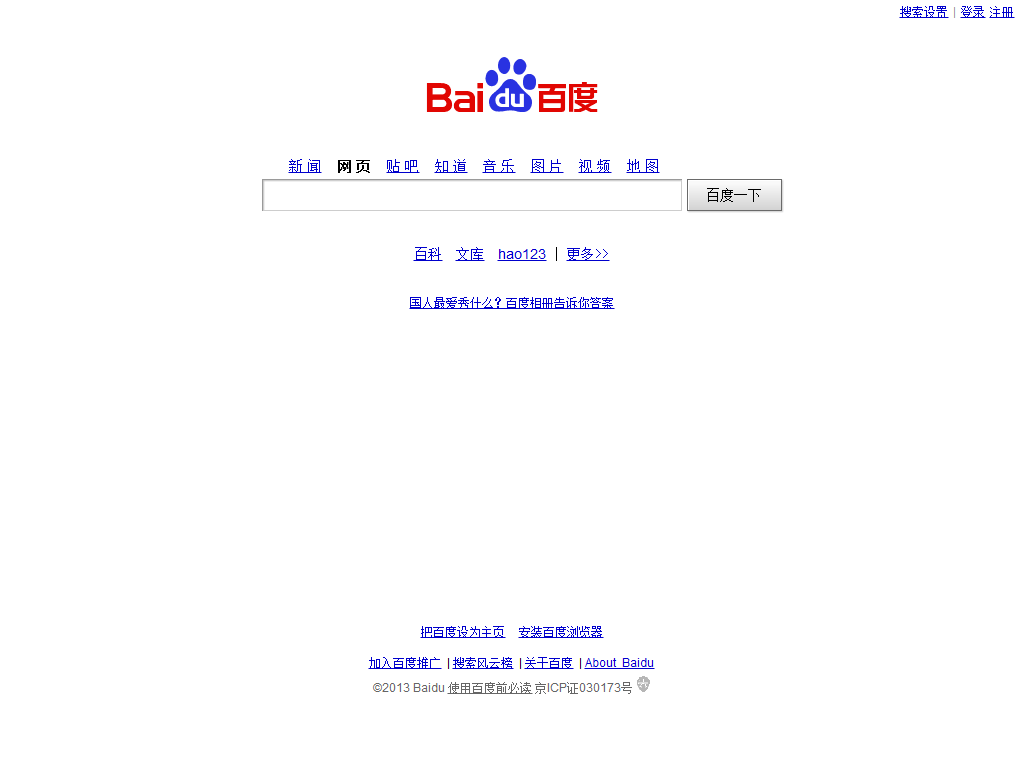 搜索设置 | 登录 注册
Bai du 百度
新 闻 网 页 贴 吧 知 道 音 乐 图 片 视 频 地 图
百度一下
百科 文库 hao123 | 更多>>
国人最爱秀什么？百度相册告诉你答案
把百度设为主页 安装百度浏览器
加入百度推广 | 搜索风云榜 | 关于百度 | About Baidu
©2013 Baidu 使用百度前必读 京ICP证030173号